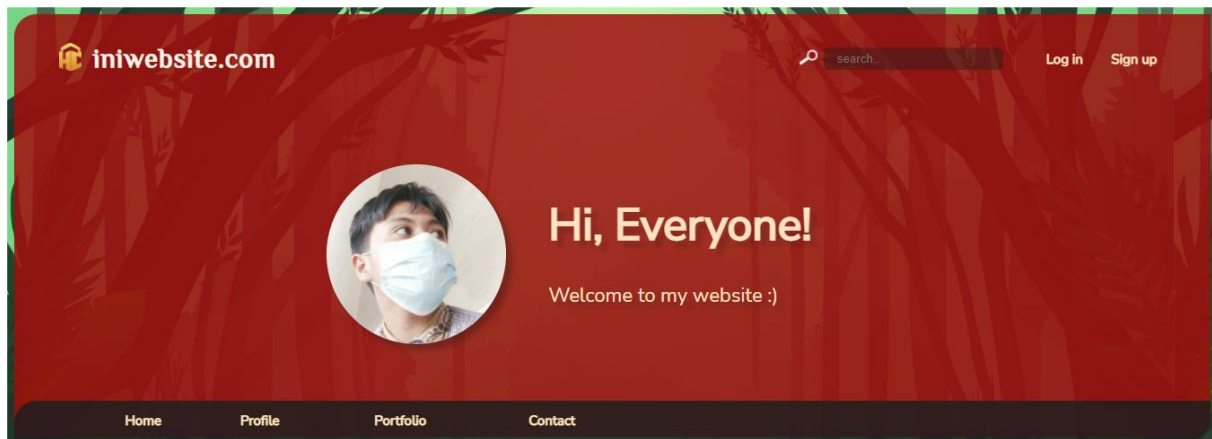 iniwebsite.com
search..
Log in
Sign up
Hi, Everyone!
Welcome to my website :)
Home
Profile
Portfolio
Contact